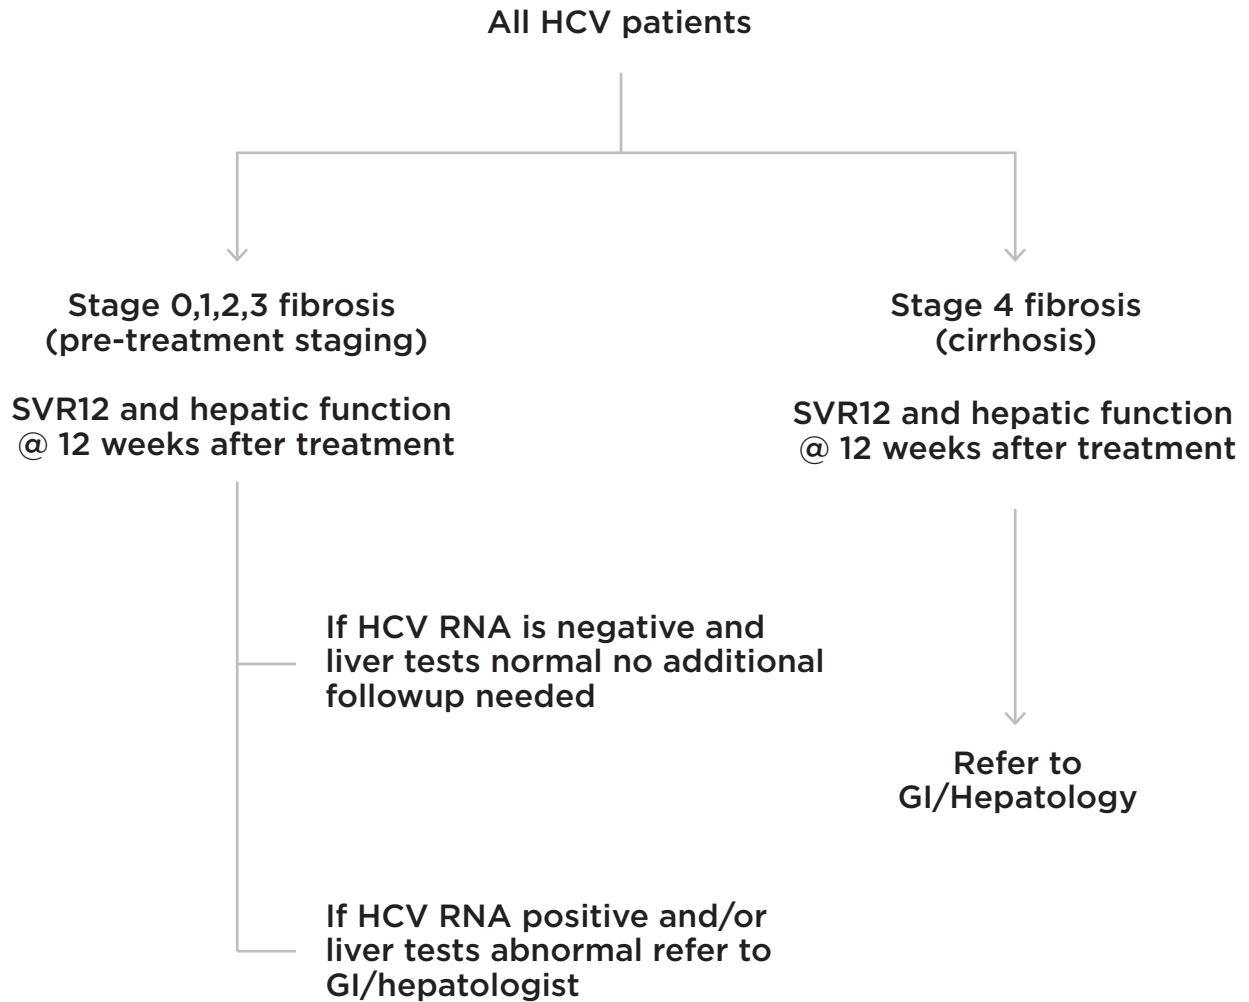 All HCV patients
Stage 0,1,2,3 fibrosis
(pre-treatment staging)
SVR12 and hepatic function
@ 12 weeks after treatment
If HCV RNA is negative and
liver tests normal no additional
followup needed
If HCV RNA positive and/or
liver tests abnormal refer to
GI/hepatologist
Stage 4 fibrosis
(cirrhosis)
SVR12 and hepatic function
@ 12 weeks after treatment
Refer to
GI/Hepatology